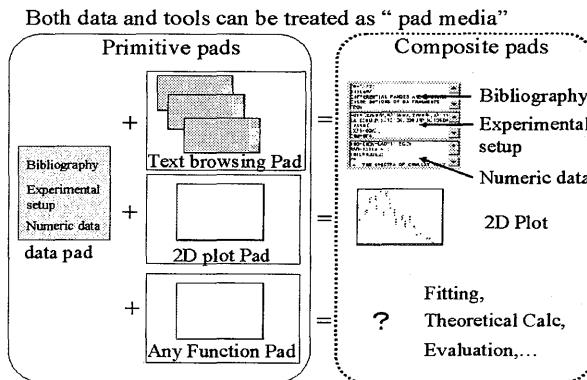 Both data and tools can be treated as “ pad media”
Primitive pads
Bibliography
Experimental
setup
Numeric data
data pad
+
Text browsing Pad
+
2D plot Pad
+
Any Function Pad
=
=
=
Composite pads
Bibliography
Experimental
setup
Numeric data
2D Plot
?
Fitting,
Theoretical Calc,
Evaluation,...